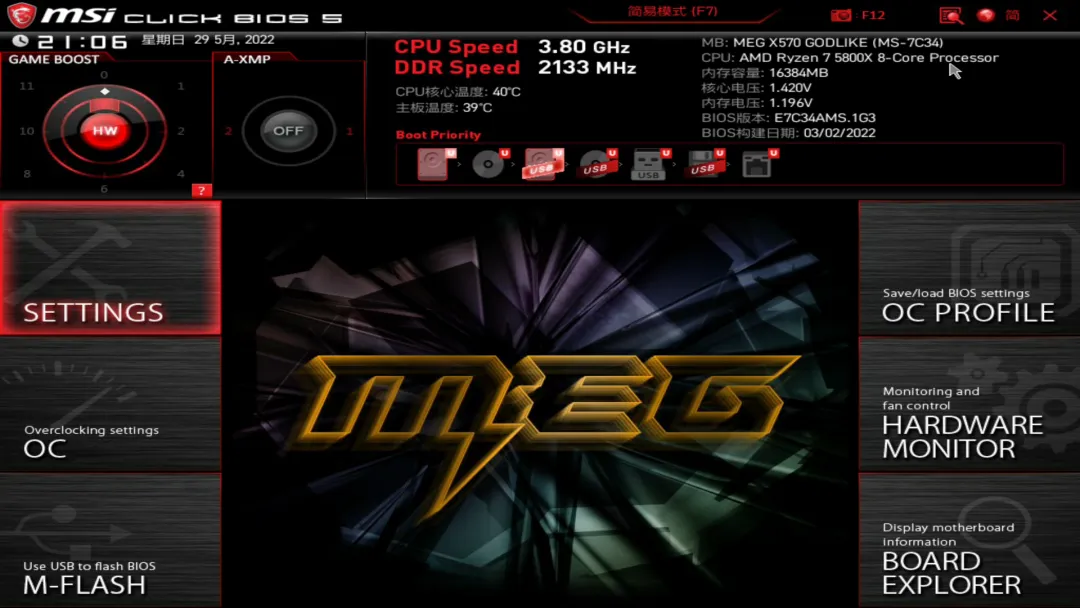 msi CLICK BIOS 5
简易模式 (F7)
F12
简
21:06 星期日 29 5月, 2022
GAME BOOST
A-XMP
0
11
1
HW
10
2
8
4
6
?
2
OFF
1
CPU Speed 3.80 GHz
DDR Speed 2133 MHz
CPU核心温度: 40°C
主板温度: 39°C
Boot Priority
U
U
U
USB
U
USB
U
USB
U
USB
U
MB: MEG X570 GODLIKE (MS-7C34)
CPU: AMD Ryzen 7 5800X 8-Core Processor
内存容量: 16384MB
核心电压: 1.420V
内存电压: 1.196V
BIOS版本: E7C34AMS.1G3
BIOS构建日期: 03/02/2022
SETTINGS
Overclocking settings
OC
Use USB to flash BIOS
M-FLASH
MEG
Save/load BIOS settings
OC PROFILE
Monitoring and
fan control
HARDWARE
MONITOR
Display motherboard
information
BOARD
EXPLORER